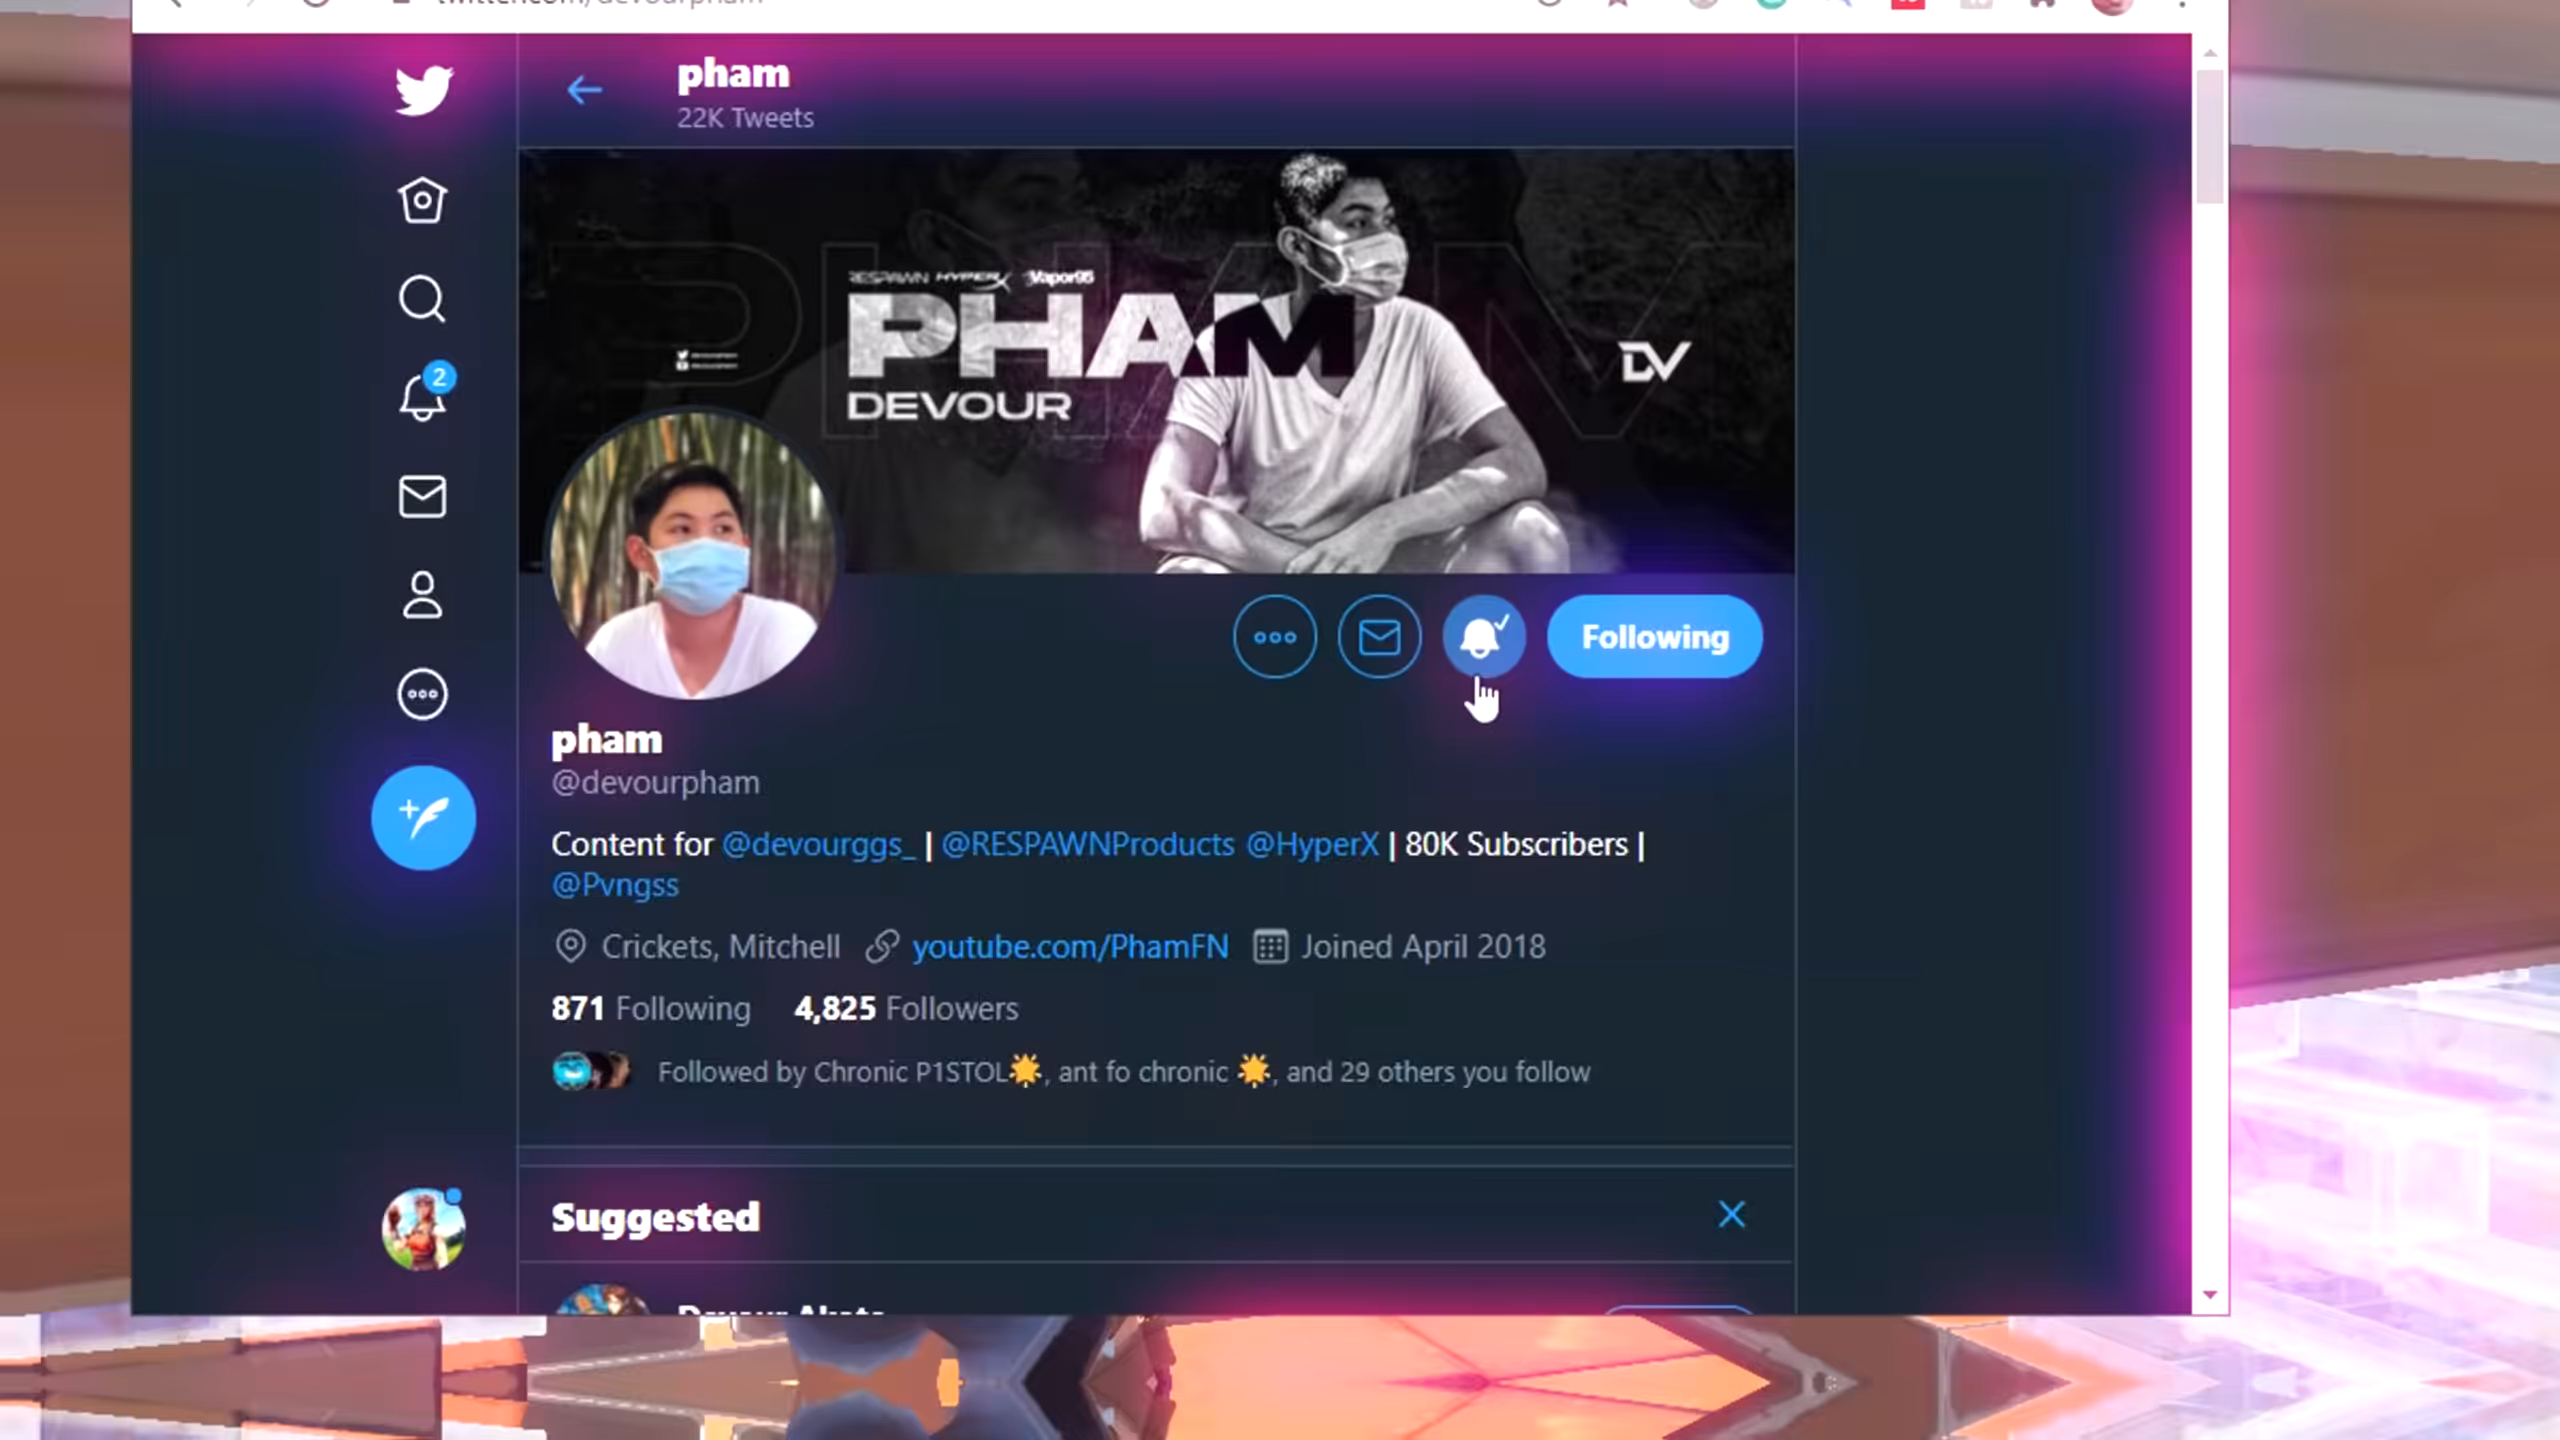 pham
22K Tweets
RESPAWN HYPERX Vapor95
PHAM
DEVOUR
DV
2
Following
pham
@devourpham
Content for @devourggs_ | @RESPAWNProducts @HyperX | 80K Subscribers |
@Pvngss
Crickets, Mitchell youtube.com/PhamFN Joined April 2018
871 Following 4,825 Followers
Followed by Chronic P1STOL🌟, ant fo chronic 🌟, and 29 others you follow
Suggested